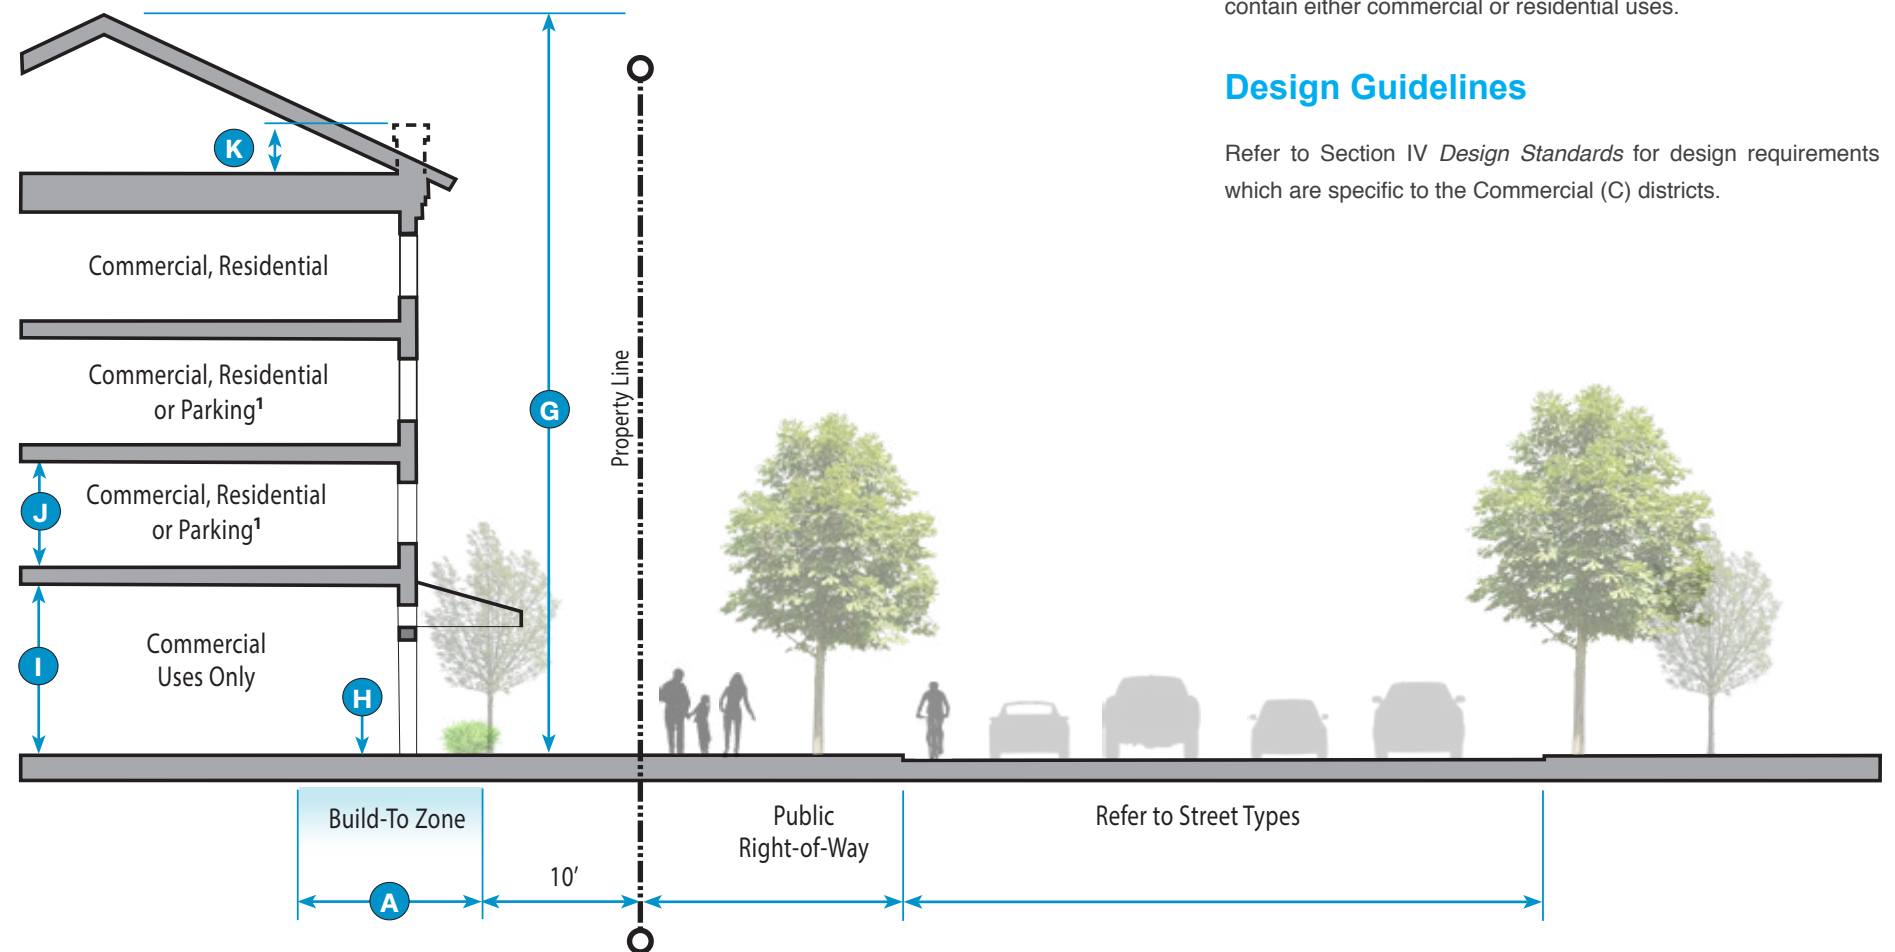 contain either commercial or residential uses.
Design Guidelines
Refer to Section IV Design Standards for design requirements
which are specific to the Commercial (C) districts.
K
Commercial, Residential
Commercial, Residential
or Parking¹
G
Property Line
Commercial, Residential
or Parking¹
J
Commercial
Uses Only
I
H
Build-To Zone
A
10′
Public
Right-of-Way
Refer to Street Types